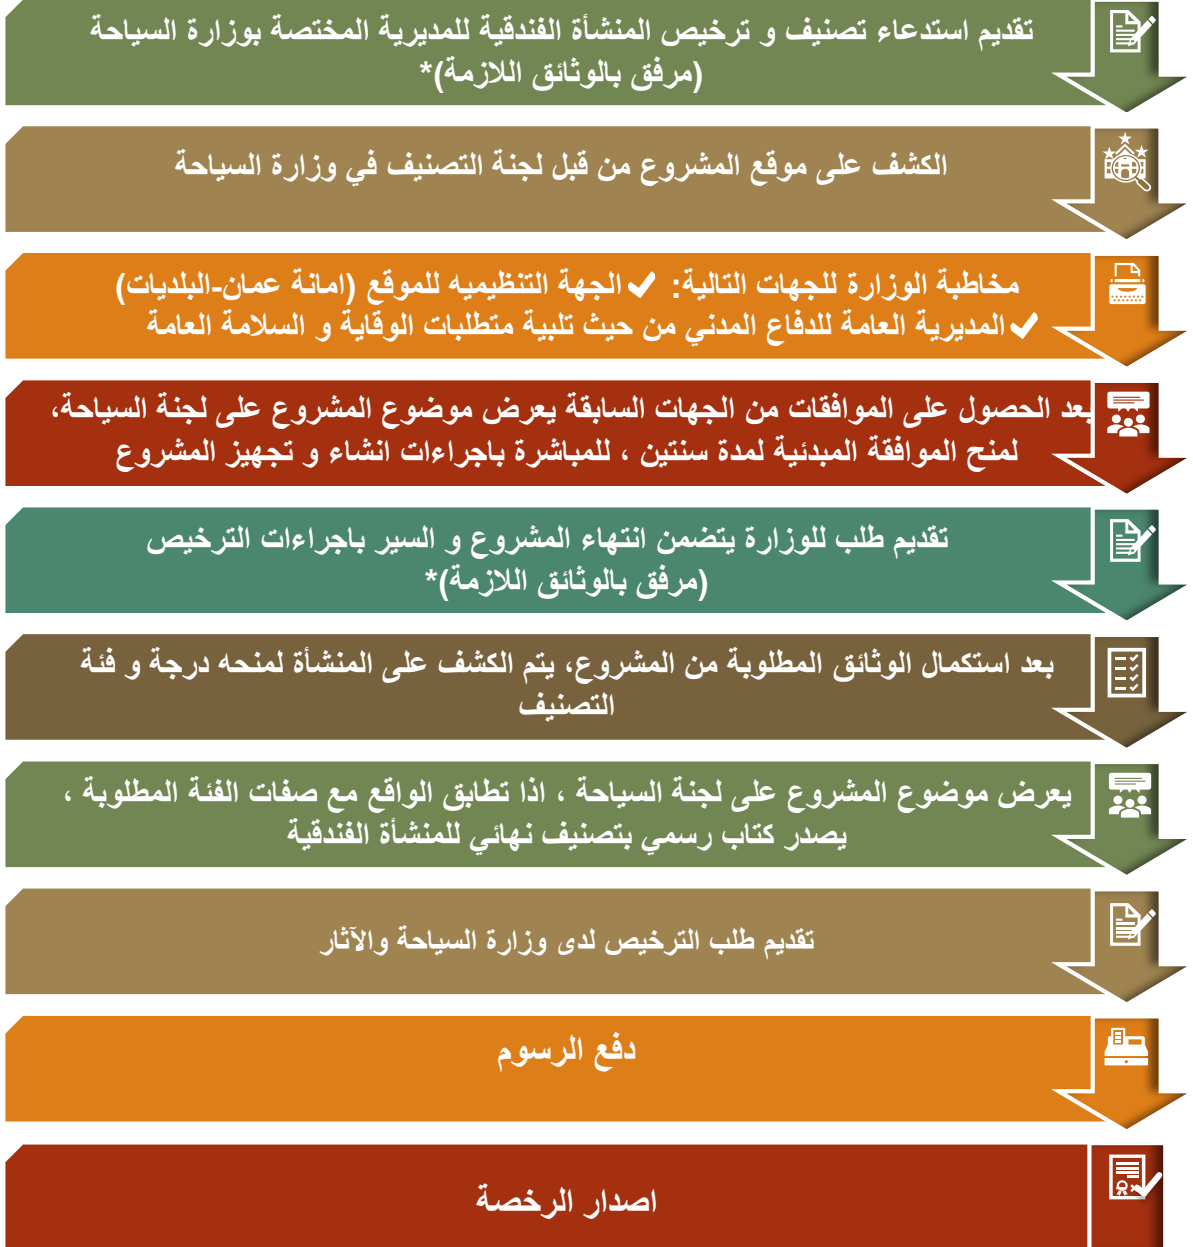 تقديم استدعاء تصنيف و ترخيص المنشأة الفندقية للمديرية المختصة بوزارة السياحة
(مرفق بالوثائق اللازمة)*
الكشف على موقع المشروع من قبل لجنة التصنيف في وزارة السياحة
مخاطبة الوزارة للجهات التالية: ✔الجهة التنظيميه للموقع (امانة عمان-البلديات)
✔المديرية العامة للدفاع المدني من حيث تلبية متطلبات الوقاية و السلامة العامة
بعد الحصول على الموافقات من الجهات السابقة يعرض موضوع المشروع على لجنة السياحة،
لمنح الموافقة المبدئية لمدة سنتين ، للمباشرة باجراءات انشاء و تجهيز المشروع
تقديم طلب للوزارة يتضمن انتهاء المشروع و السير باجراءات الترخيص
(مرفق بالوثائق اللازمة)*
بعد استكمال الوثائق المطلوبة من المشروع، يتم الكشف على المنشأة لمنحه درجة و فئة
التصنيف
يعرض موضوع المشروع على لجنة السياحة ، اذا تطابق الواقع مع صفات الفئة المطلوبة ،
يصدر كتاب رسمي بتصنيف نهائي للمنشأة الفندقية
تقديم طلب الترخيص لدى وزارة السياحة والآثار
دفع الرسوم
اصدار الرخصة